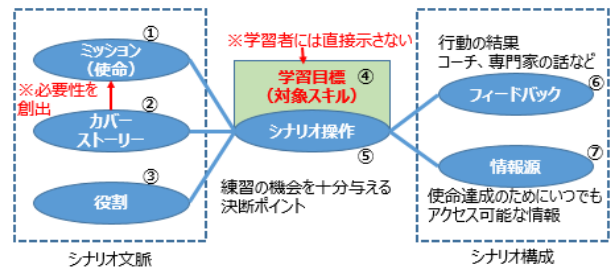 ①
ミッション
（使命）
※必要性を
創出
②
カバー
ストーリー
③
役割
シナリオ文脈
※学習者には直接示さない
学習目標 ④
（対象スキル）
シナリオ操作
⑤
練習の機会を十分与える
決断ポイント
行動の結果
コーチ、専門家の話など
フィードバック ⑥
⑦
情報源
使命達成のためにいつでも
アクセス可能な情報
シナリオ構成